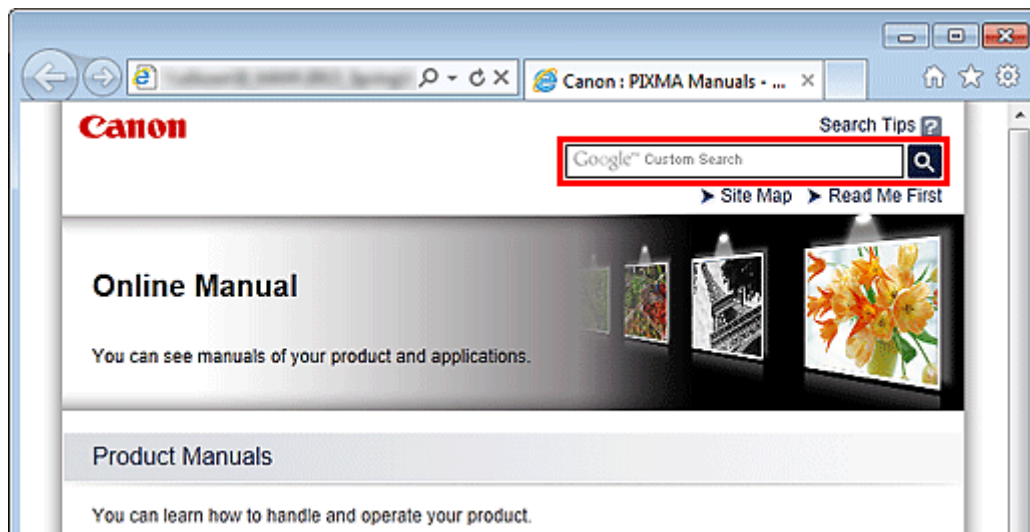 Canon : PIXMA Manuals - ...
Canon
Search Tips ?
Google™ Custom Search
Site Map
Read Me First
Online Manual
You can see manuals of your product and applications.
Product Manuals
You can learn how to handle and operate your product.